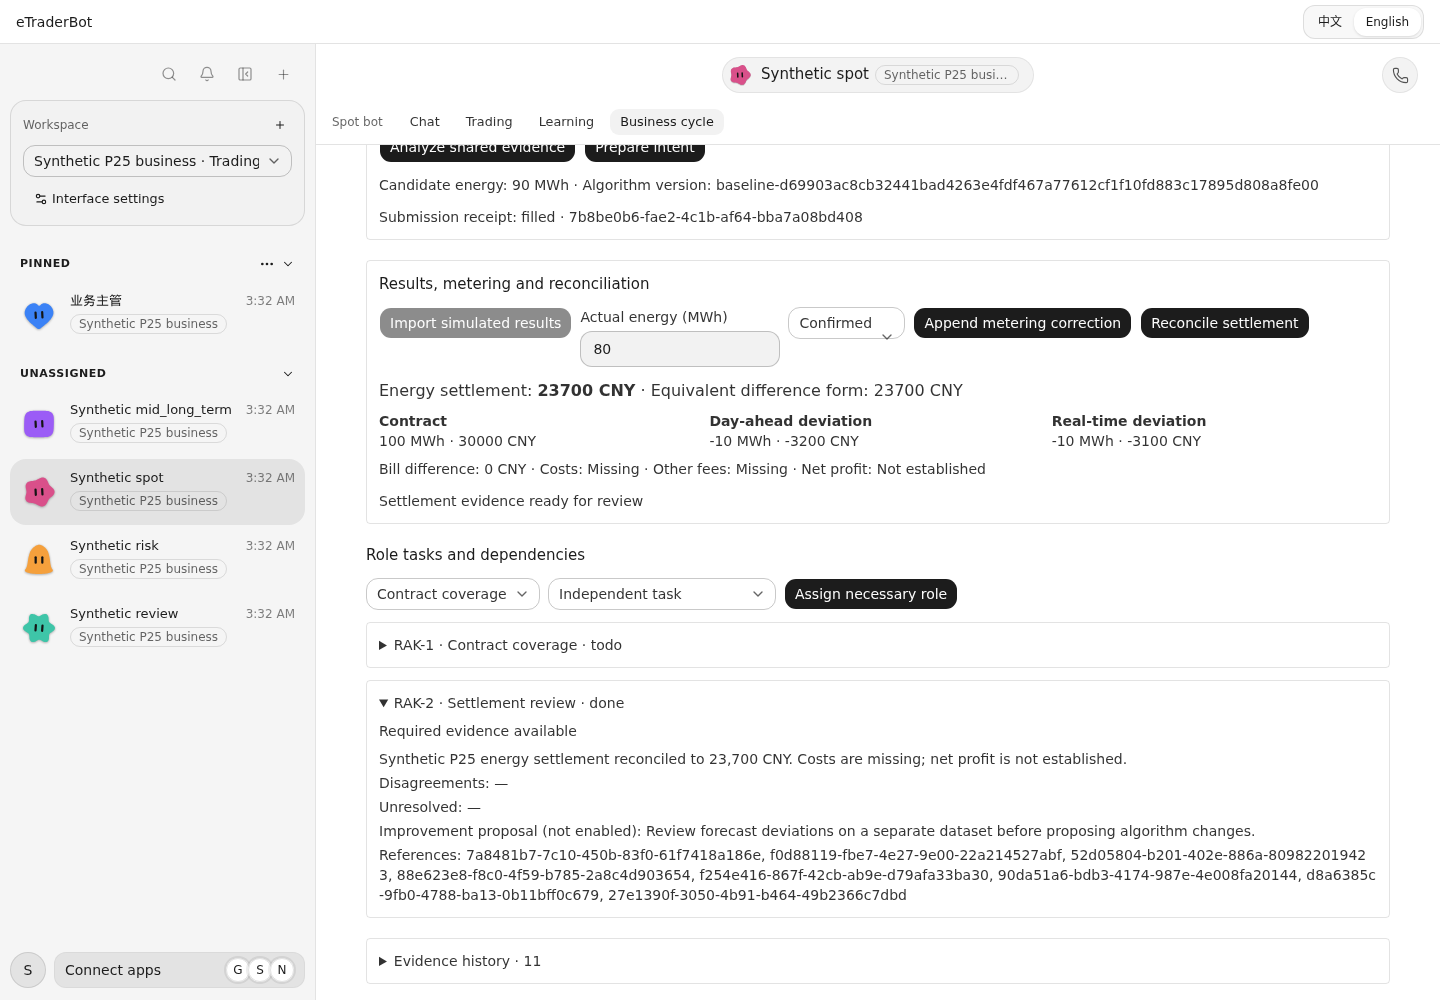 eTraderBot
中文
English
Workspace
Synthetic P25 business · Trading
Interface settings
PINNED
业务主管
3:32 AM
Synthetic P25 business
UNASSIGNED
Synthetic mid_long_term
3:32 AM
Synthetic P25 business
Synthetic spot
3:32 AM
Synthetic P25 business
Synthetic risk
3:32 AM
Synthetic P25 business
Synthetic review
3:32 AM
Synthetic P25 business
S
Connect apps
G
S
N
Synthetic spot
Synthetic P25 busi...
Spot bot
Chat
Trading
Learning
Business cycle
Analyze shared evidence
Prepare intent
Candidate energy: 90 MWh · Algorithm version: baseline-d69903ac8cb32441bad4263e4fdf467a77612cf1f10fd883c17895d808a8fe00
Submission receipt: filled · 7b8be0b6-fae2-4c1b-af64-bba7a08bd408
Results, metering and reconciliation
Import simulated results
Actual energy (MWh)
80
Confirmed
Append metering correction
Reconcile settlement
Energy settlement: 23700 CNY · Equivalent difference form: 23700 CNY
Contract
100 MWh · 30000 CNY
Day-ahead deviation
-10 MWh · -3200 CNY
Real-time deviation
-10 MWh · -3100 CNY
Bill difference: 0 CNY · Costs: Missing · Other fees: Missing · Net profit: Not established
Settlement evidence ready for review
Role tasks and dependencies
Contract coverage
Independent task
Assign necessary role
RAK-1 · Contract coverage · todo
RAK-2 · Settlement review · done
Required evidence available
Synthetic P25 energy settlement reconciled to 23,700 CNY. Costs are missing; net profit is not established.
Disagreements: —
Unresolved: —
Improvement proposal (not enabled): Review forecast deviations on a separate dataset before proposing algorithm changes.
References: 7a8481b7-7c10-450b-83f0-61f7418a186e, f0d88119-fbe7-4e27-9e00-22a214527abf, 52d05804-b201-402e-886a-80982201942
3, 88e623e8-f8c0-4f59-b785-2a8c4d903654, f254e416-867f-42cb-ab9e-d79afa33ba30, 90da51a6-bdb3-4174-987e-4e008fa20144, d8a6385c
-9fb0-4788-ba13-0b11bff0c679, 27e1390f-3050-4b91-b464-49b2366c7dbd
Evidence history · 11